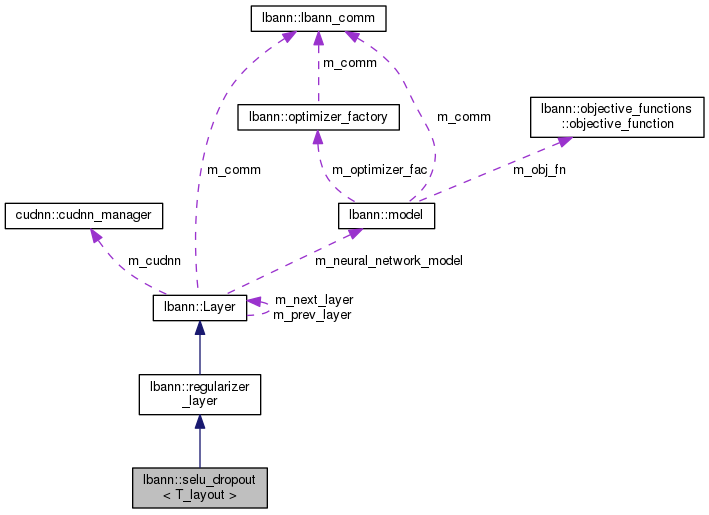 lbann::lbann_comm
m_comm
lbann::optimizer_factory
m_comm
lbann::objective_functions
::objective_function
m_comm
m_optimizer_fac
m_obj_fn
cudnn::cudnn_manager
lbann::model
m_cudnn
m_neural_network_model
lbann::Layer
m_next_layer
m_prev_layer
lbann::regularizer
_layer
lbann::selu_dropout
< T_layout >